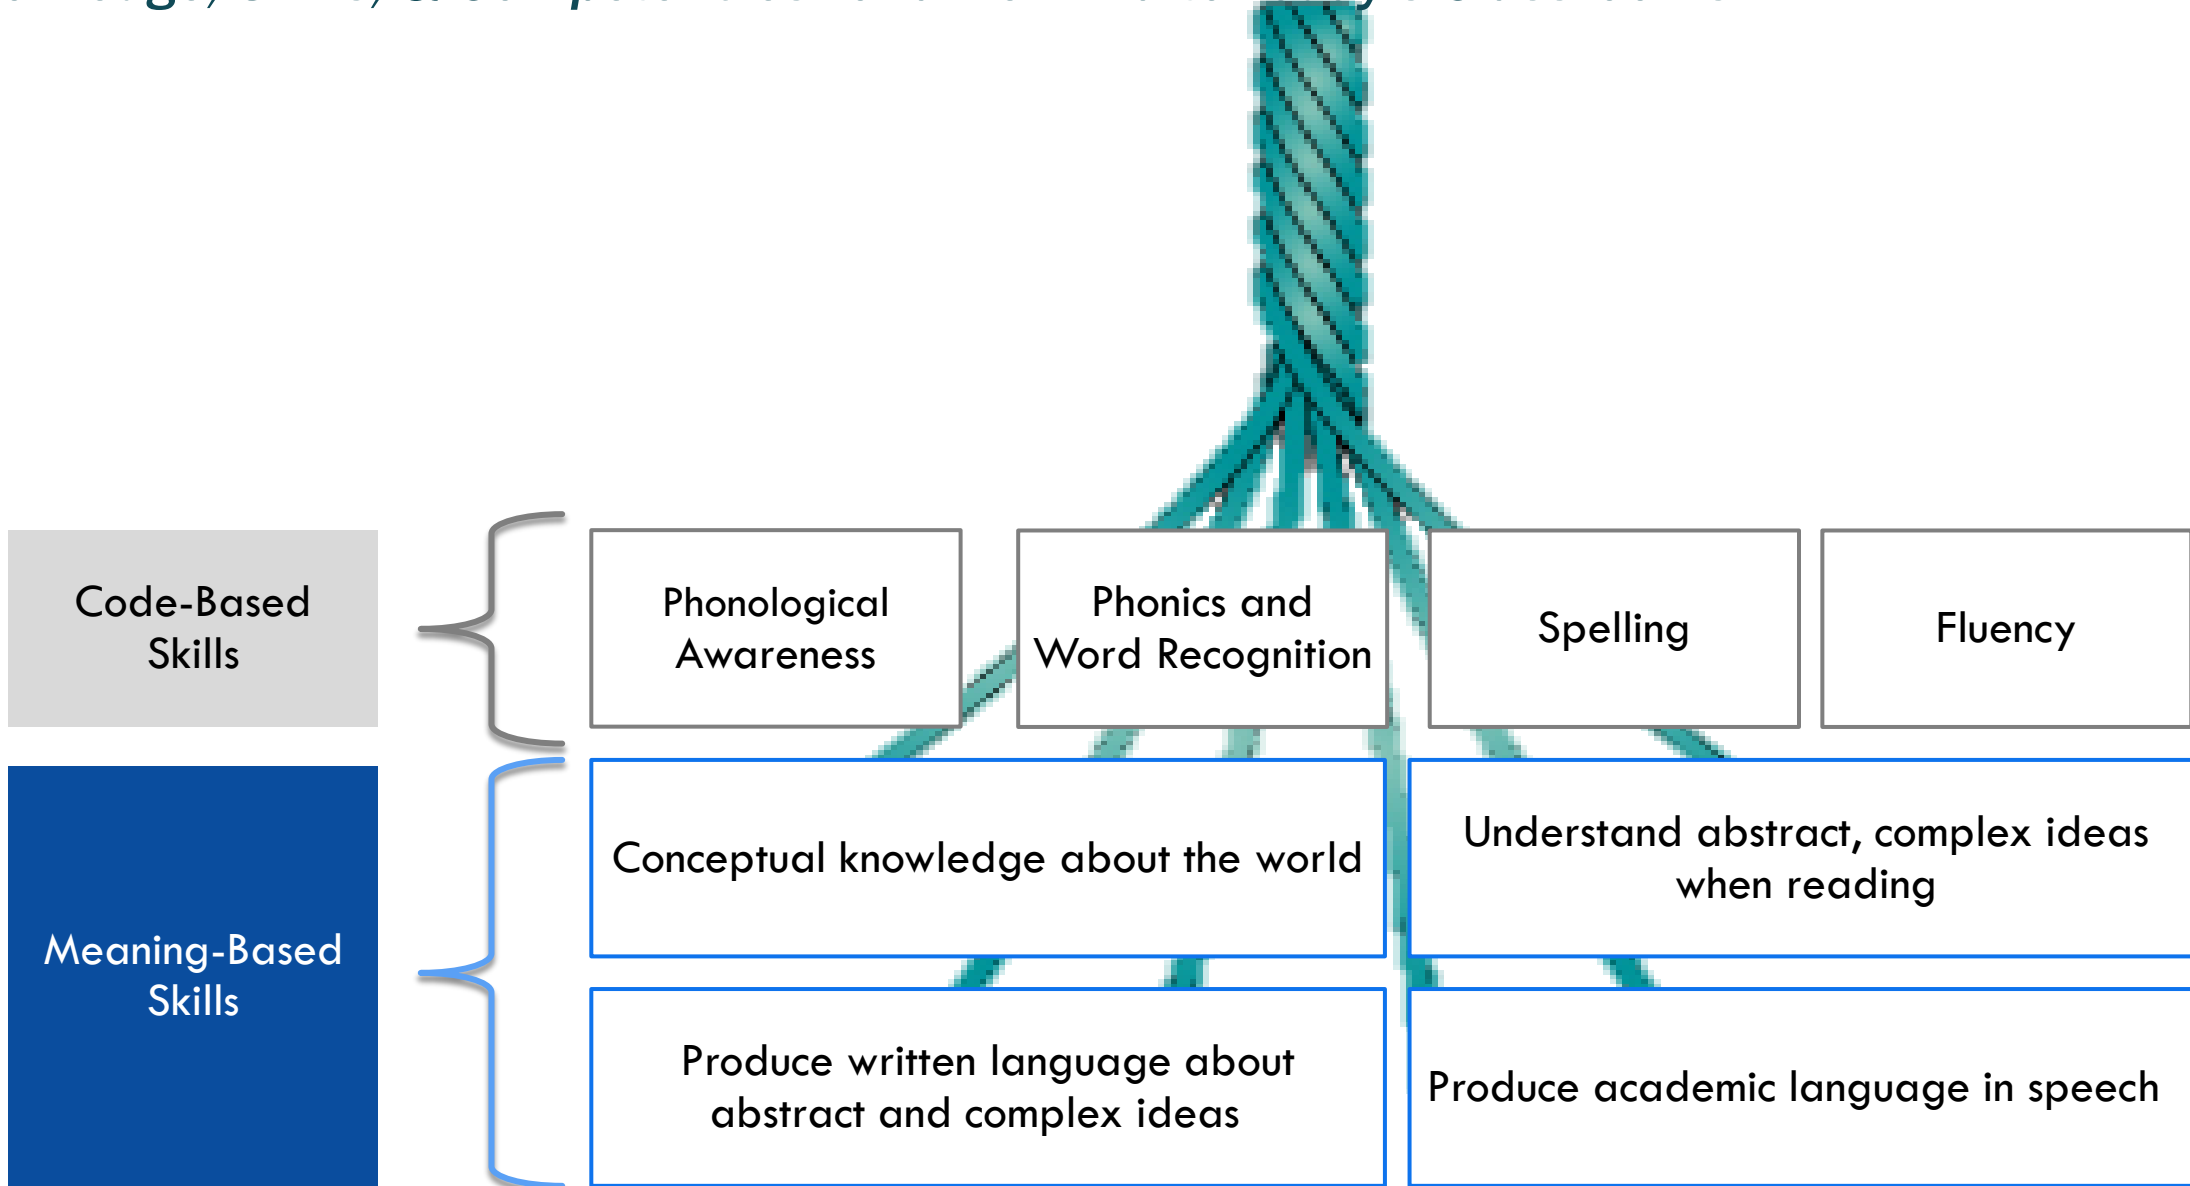 Code-Based
Skills
Phonological
Awareness
Phonics and
Word Recognition
Spelling
Fluency
Meaning-Based
Skills
Conceptual knowledge about the world
Understand abstract, complex ideas
when reading
Produce written language about
abstract and complex ideas
Produce academic language in speech